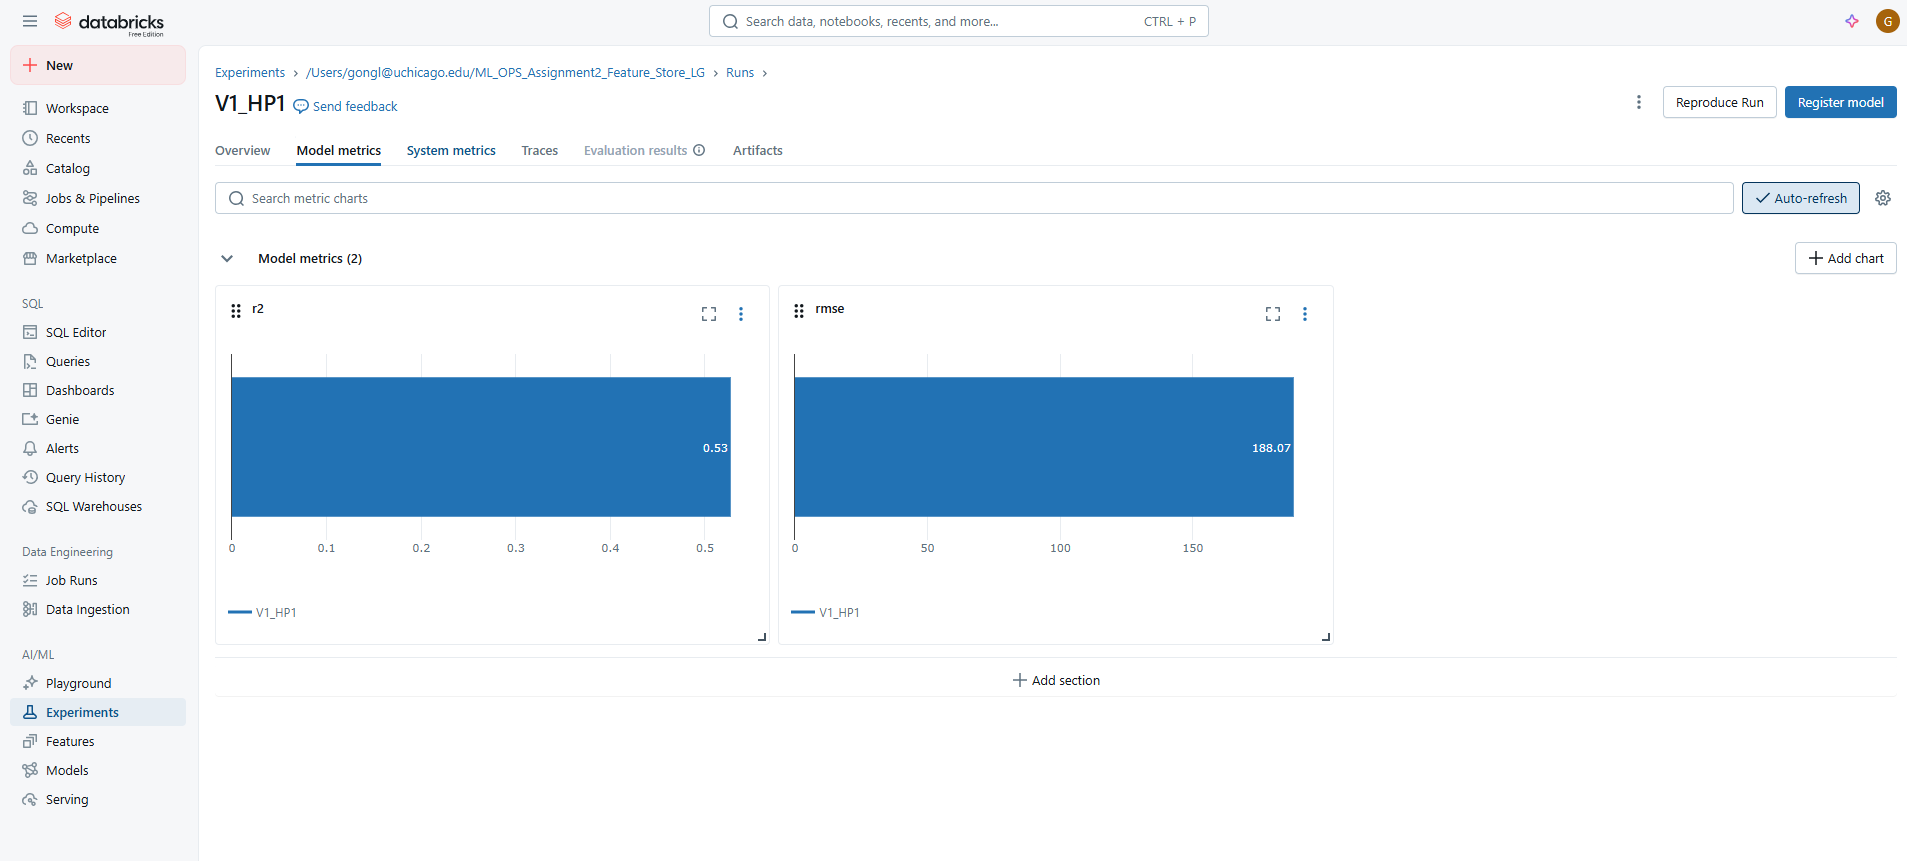 databricks
Free Edition
Search data, notebooks, recents, and more...
CTRL + P
G
New
Workspace
Recents
Catalog
Jobs & Pipelines
Compute
Marketplace
SQL
SQL Editor
Queries
Dashboards
Genie
Alerts
Query History
SQL Warehouses
Data Engineering
Job Runs
Data Ingestion
AI/ML
Playground
Experiments
Features
Models
Serving
Experiments › /Users/gongl@uchicago.edu/ML_OPS_Assignment2_Feature_Store_LG › Runs ›
V1_HP1 Send feedback
Reproduce Run
Register model
Overview Model metrics System metrics Traces Evaluation results Artifacts
Search metric charts
Auto-refresh
Model metrics (2)
Add chart
r2
0.53
0 0.1 0.2 0.3 0.4 0.5
V1_HP1
rmse
188.07
0 50 100 150
V1_HP1
Add section